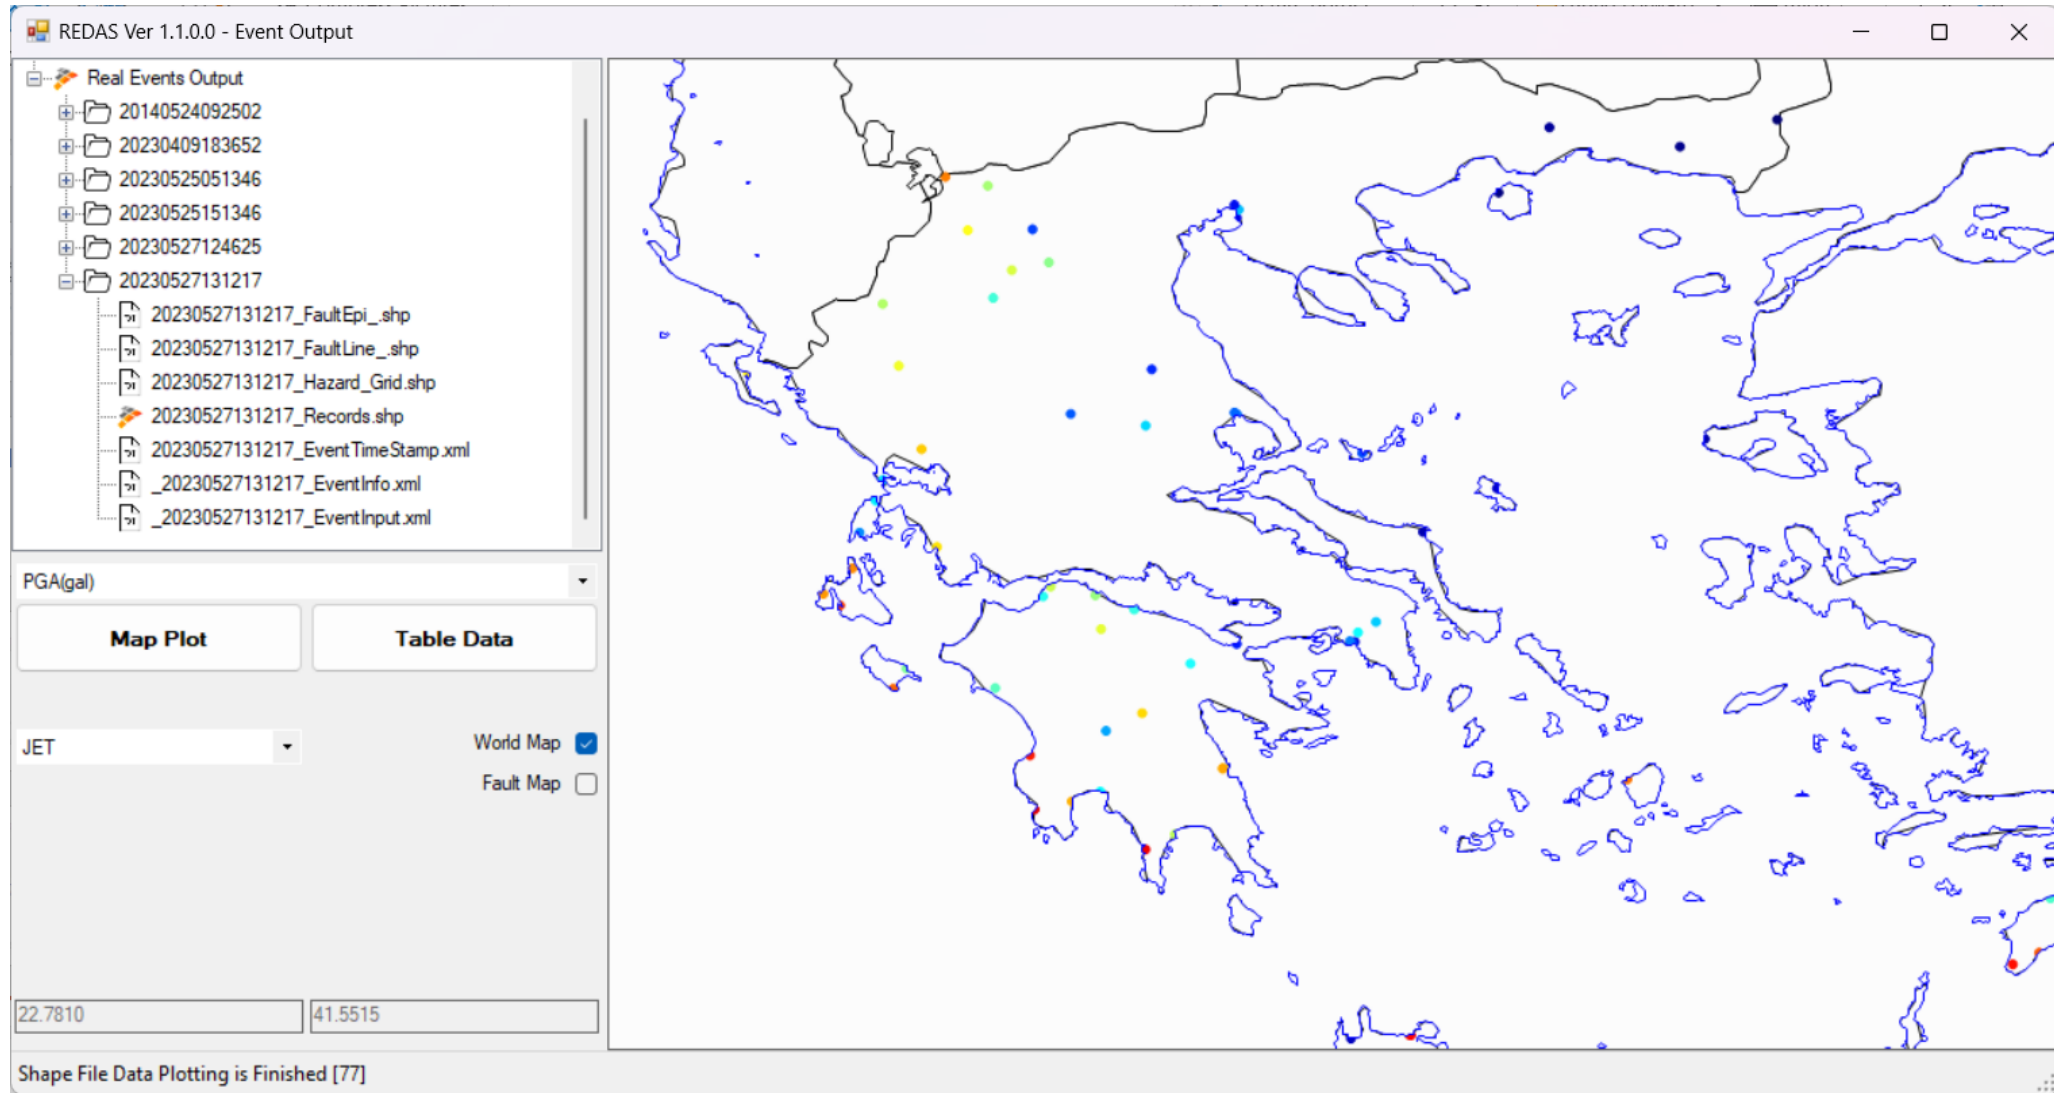 REDAS Ver 1.1.0.0 - Event Output
Real Events Output
20140524092502
20230409183652
20230525051346
20230525151346
20230527124625
20230527131217
20230527131217_FaultEpi_.shp
20230527131217_FaultLine_.shp
20230527131217_Hazard_Grid.shp
20230527131217_Records.shp
20230527131217_EventTimeStamp.xml
_20230527131217_EventInfo.xml
_20230527131217_EventInput.xml
PGA(gal)
Map Plot Table Data
JET World Map
Fault Map
22.7810 41.5515
Shape File Data Plotting is Finished [77]